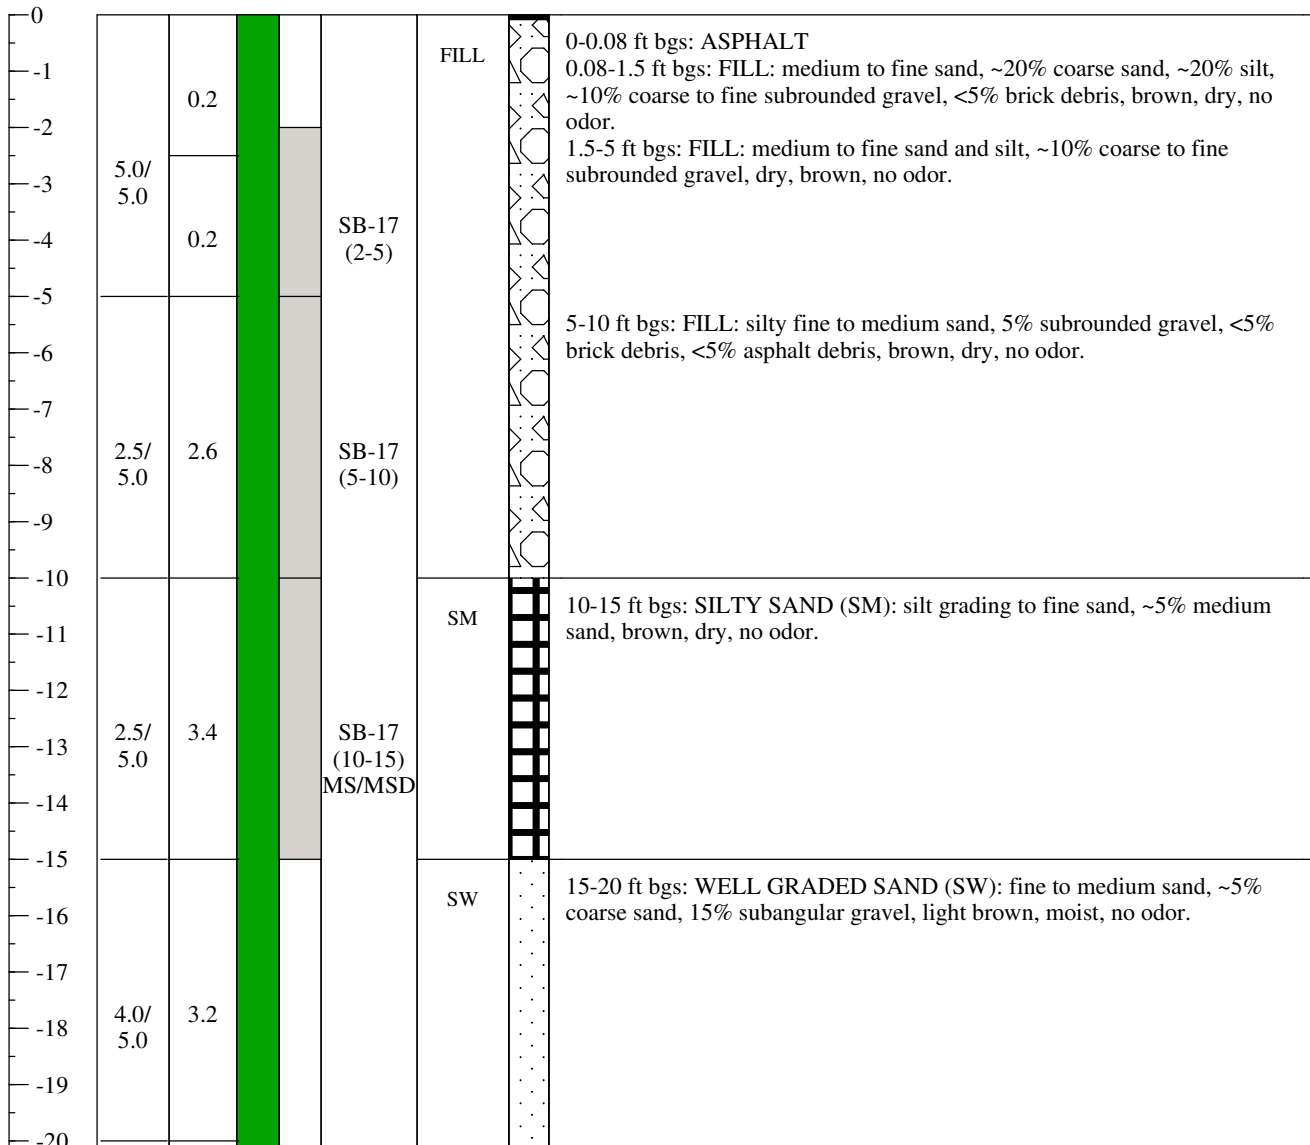 0
-1
-2
-3
-4
-5
-6
-7
-8
-9
-10
-11
-12
-13
-14
-15
-16
-17
-18
-19
-20
5.0/
5.0
2.5/
5.0
2.5/
5.0
4.0/
5.0
0.2
0.2
2.6
3.4
3.2
SB-17
(2-5)
SB-17
(5-10)
SB-17
(10-15)
MS/MSD
FILL
SM
SW
0-0.08 ft bgs: ASPHALT
0.08-1.5 ft bgs: FILL: medium to fine sand, ~20% coarse sand, ~20% silt,
~10% coarse to fine subrounded gravel, <5% brick debris, brown, dry, no
odor.
1.5-5 ft bgs: FILL: medium to fine sand and silt, ~10% coarse to fine
subrounded gravel, dry, brown, no odor.
5-10 ft bgs: FILL: silty fine to medium sand, 5% subrounded gravel, <5%
brick debris, <5% asphalt debris, brown, dry, no odor.
10-15 ft bgs: SILTY SAND (SM): silt grading to fine sand, ~5% medium
sand, brown, dry, no odor.
15-20 ft bgs: WELL GRADED SAND (SW): fine to medium sand, ~5%
coarse sand, 15% subangular gravel, light brown, moist, no odor.